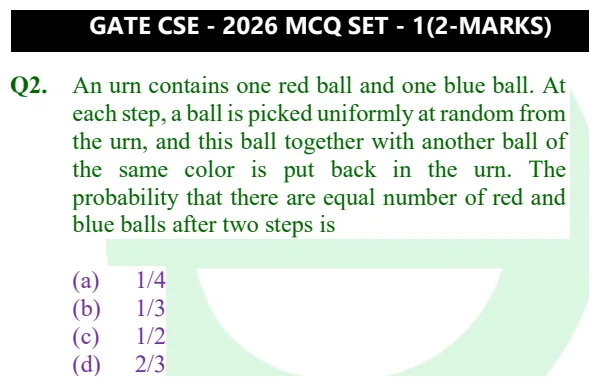 GATE CSE - 2026 MCQ SET - 1(2-MARKS)
Q2. An urn contains one red ball and one blue ball. At
each step, a ball is picked uniformly at random from
the urn, and this ball together with another ball of
the same color is put back in the urn. The
probability that there are equal number of red and
blue balls after two steps is
(a) 1/4
(b) 1/3
(c) 1/2
(d) 2/3